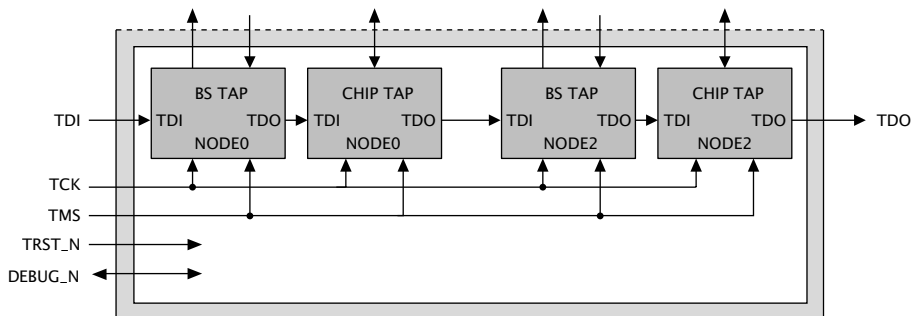 BS TAP
CHIP TAP
BS TAP
CHIP TAP
TDI
TDI
TDO
TDI
TDO
TDI
TDO
TDI
TDO
TDO
NODE0
NODE0
NODE2
NODE2
TCK
TMS
TRST_N
DEBUG_N